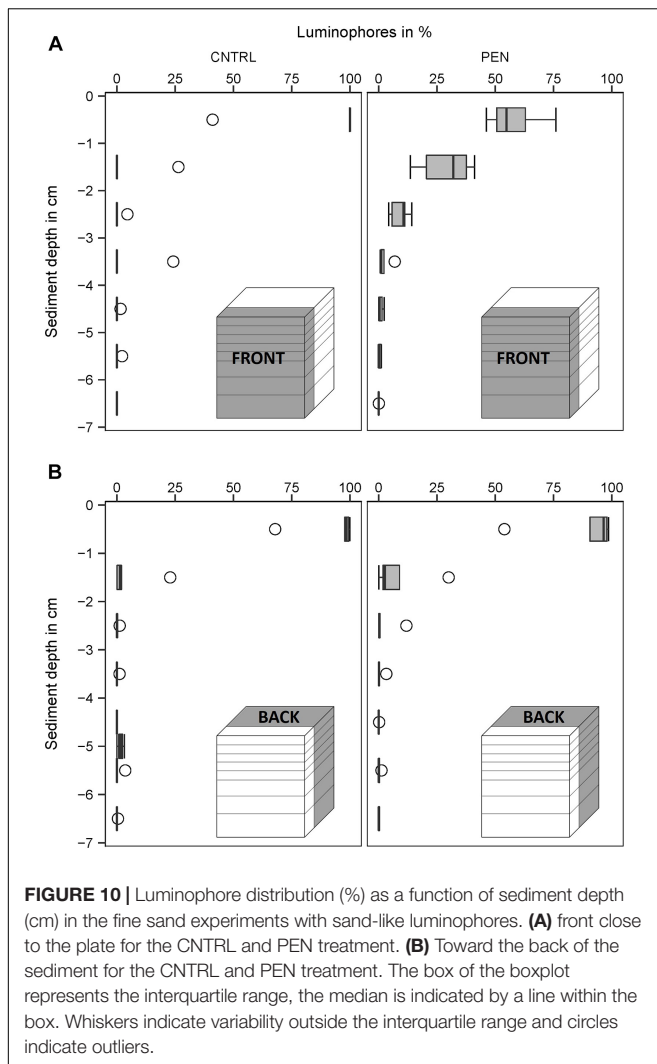 A
Luminophores in %
CNTRL PEN
0 25 50 75 100 0 25 50 75 100
0
−1
−2
−3
−4
−5
−6
−7
Sediment depth in cm
FRONT FRONT
B
0 25 50 75 100 0 25 50 75 100
0
−1
−2
−3
−4
−5
−6
−7
Sediment depth in cm
BACK BACK
FIGURE 10 | Luminophore distribution (%) as a function of sediment depth
(cm) in the fine sand experiments with sand-like luminophores. (A) front close
to the plate for the CNTRL and PEN treatment. (B) Toward the back of the
sediment for the CNTRL and PEN treatment. The box of the boxplot
represents the interquartile range, the median is indicated by a line within the
box. Whiskers indicate variability outside the interquartile range and circles
indicate outliers.